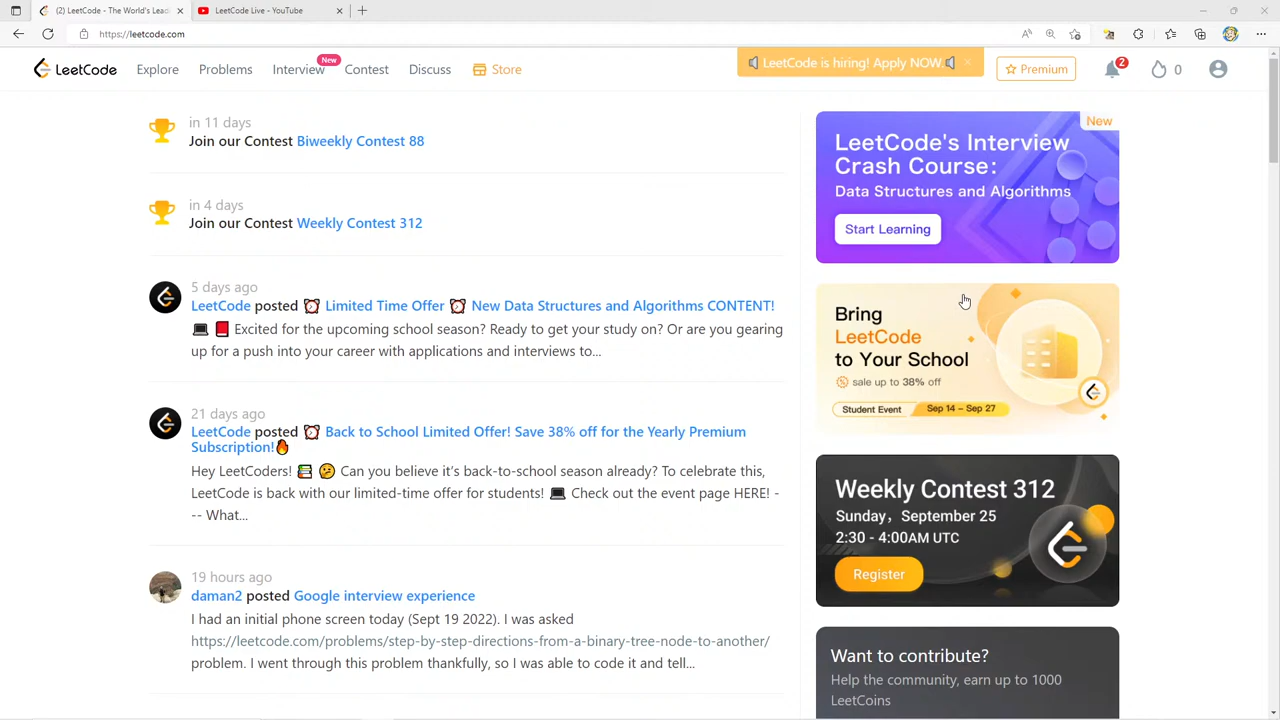 (2) LeetCode - The World's Lead
LeetCode Live - YouTube
https://leetcode.com
LeetCode
Explore
Problems
Interview
New
Contest
Discuss
Store
LeetCode is hiring! Apply NOW.
Premium
2
0
in 11 days
Join our Contest Biweekly Contest 88
in 4 days
Join our Contest Weekly Contest 312
5 days ago
LeetCode posted ⏰ Limited Time Offer ⏰ New Data Structures and Algorithms CONTENT!
💻 📕 Excited for the upcoming school season? Ready to get your study on? Or are you gearing
up for a push into your career with applications and interviews to...
21 days ago
LeetCode posted ⏰ Back to School Limited Offer! Save 38% off for the Yearly Premium
Subscription!🔥
Hey LeetCoders! 📚 🤔 Can you believe it’s back-to-school season already? To celebrate this,
LeetCode is back with our limited-time offer for students! 💻 Check out the event page HERE! -
-- What...
19 hours ago
daman2 posted Google interview experience
I had an initial phone screen today (Sept 19 2022). I was asked
https://leetcode.com/problems/step-by-step-directions-from-a-binary-tree-node-to-another/
problem. I went through this problem thankfully, so I was able to code it and tell...
New
LeetCode's Interview
Crash Course:
Data Structures and Algorithms
Start Learning
Bring
LeetCode
to Your School
sale up to 38% off
Student Event
Sep 14 – Sep 27
Weekly Contest 312
Sunday, September 25
2:30 - 4:00AM UTC
Register
Want to contribute?
Help the community, earn up to 1000
LeetCoins